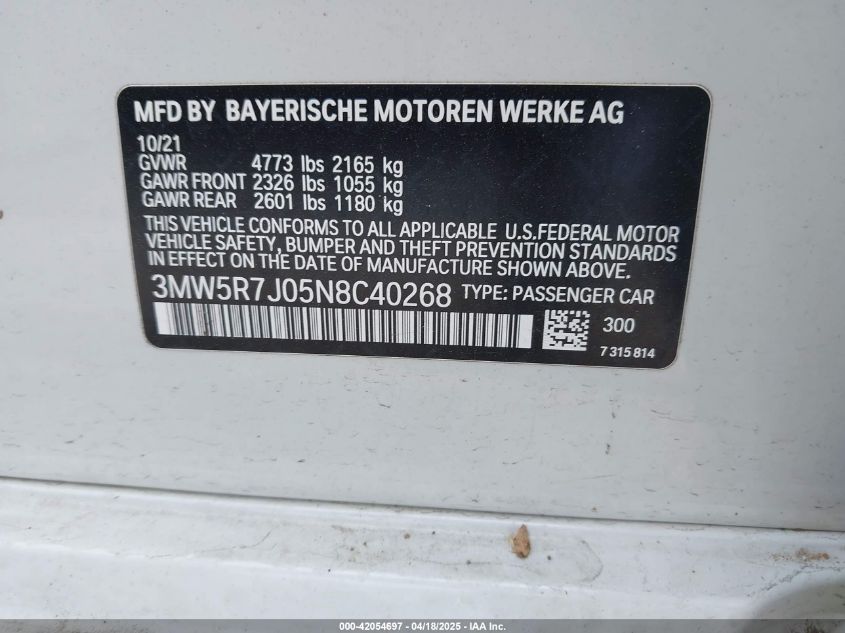 MFD BY BAYERISCHE MOTOREN WERKE AG
10/21
GVWR 4773 lbs 2165 kg
GAWR FRONT 2326 lbs 1055 kg
GAWR REAR 2601 lbs 1180 kg
THIS VEHICLE CONFORMS TO ALL APPLICABLE U.S.FEDERAL MOTOR
VEHICLE SAFETY, BUMPER AND THEFT PREVENTION STANDARDS
IN EFFECT ON THE DATE OF MANUFACTURE SHOWN ABOVE.
3MW5R7J05N8C40268 TYPE: PASSENGER CAR
300
7 315 814
000-42054697 - 04/18/2025 - IAA Inc.